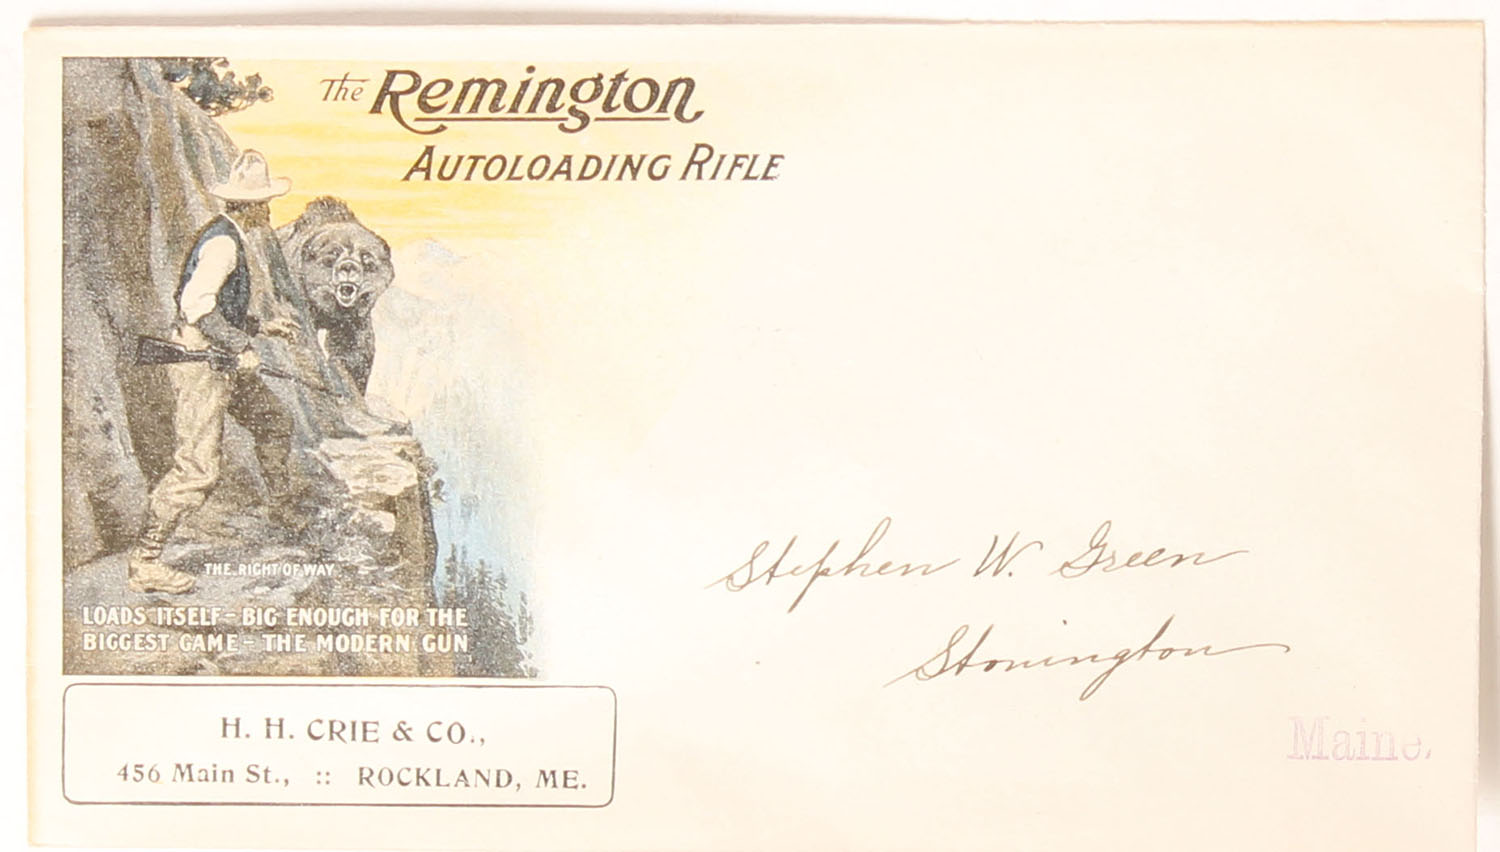 The Remington
AUTOLOADING RIFLE
THE RIGHT OF WAY
LOADS ITSELF - BIG ENOUGH FOR THE
BIGGEST GAME - THE MODERN GUN
H. H. CRIE & CO.,
456 Main St., :: ROCKLAND, ME.
Stephen W. Green
Stonington
Maine.